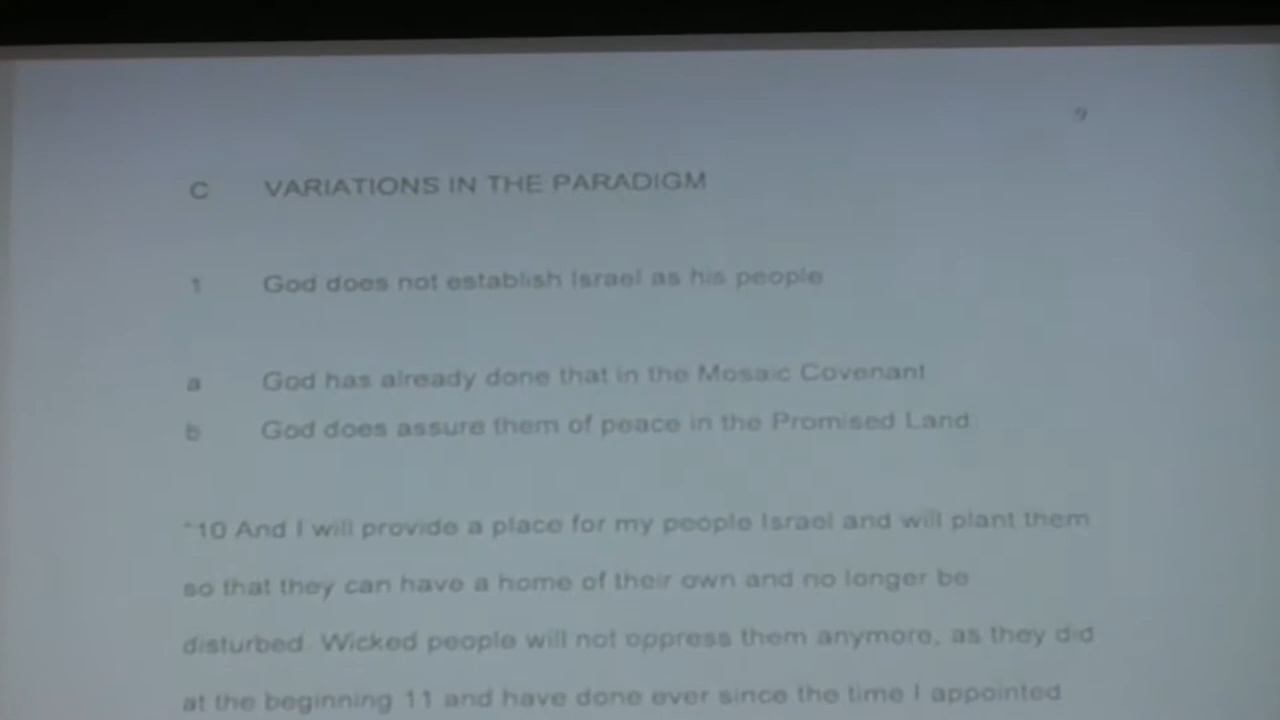 9
C VARIATIONS IN THE PARADIGM
1 God does not establish Israel as his people
a God has already done that in the Mosaic Covenant
b God does assure them of peace in the Promised Land
"10 And I will provide a place for my people Israel and will plant them
so that they can have a home of their own and no longer be
disturbed. Wicked people will not oppress them anymore, as they did
at the beginning 11 and have done ever since the time I appointed